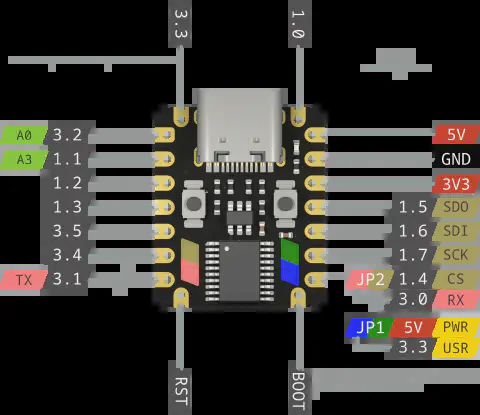 3.3
1.0
A0 3.2
A3 1.1
1.2
1.3
3.5
3.4
TX 3.1
5V
GND
3V3
1.5 SDO
1.6 SDI
1.7 SCK
JP2 1.4 CS
3.0 RX
JP1 5V PWR
3.3 USR
RST
BOOT